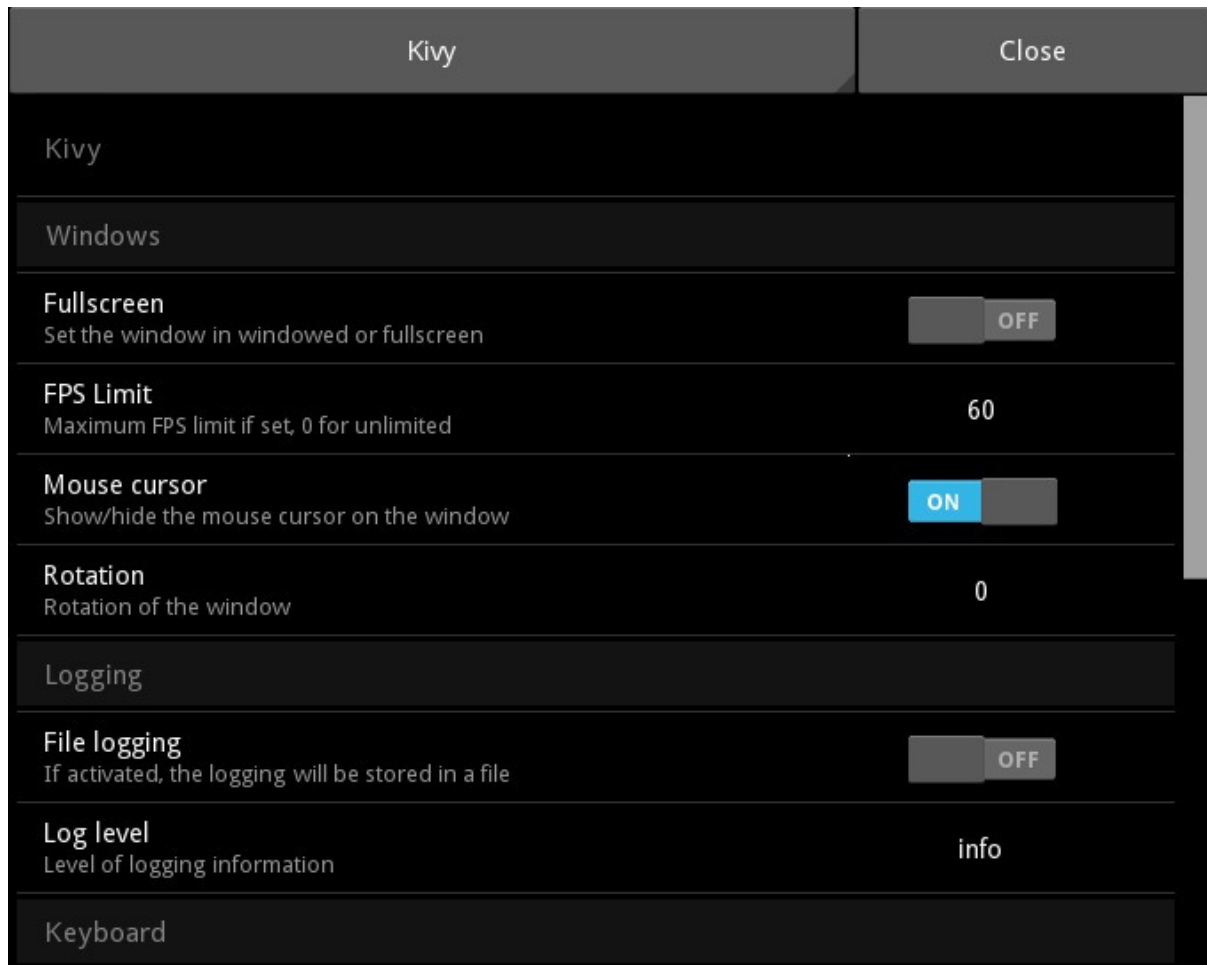 Kivy
Close
Kivy
Windows
Fullscreen
Set the window in windowed or fullscreen
OFF
FPS Limit
Maximum FPS limit if set, 0 for unlimited
60
Mouse cursor
Show/hide the mouse cursor on the window
ON
Rotation
Rotation of the window
0
Logging
File logging
If activated, the logging will be stored in a file
OFF
Log level
Level of logging information
info
Keyboard